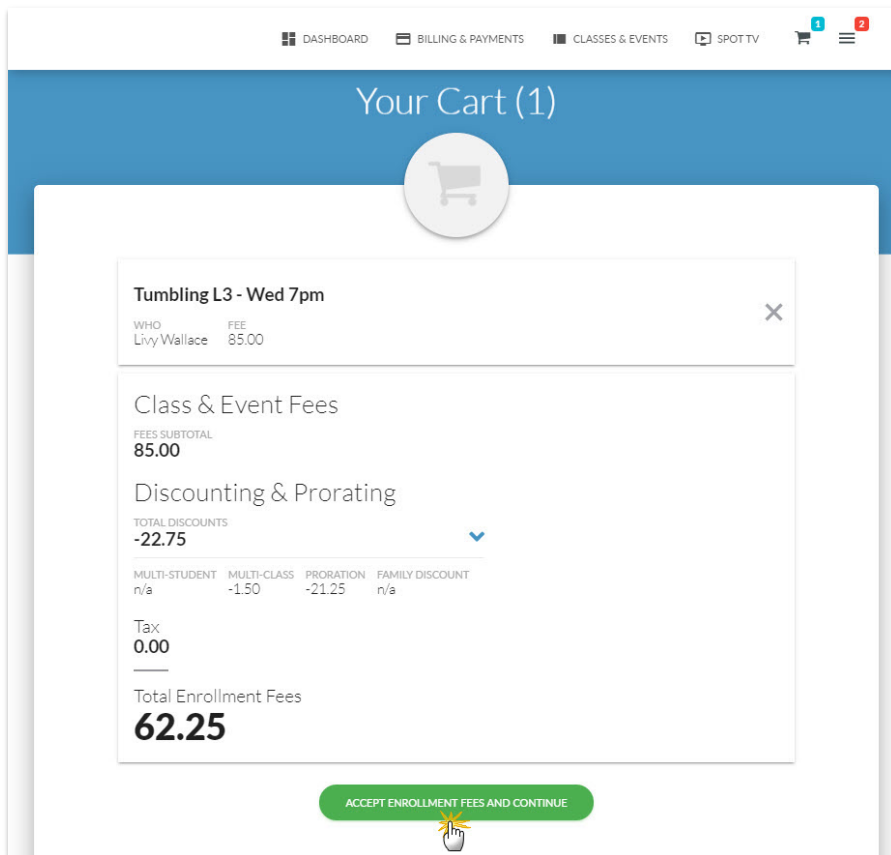 DASHBOARD BILLING & PAYMENTS CLASSES & EVENTS SPOT TV 1 2
Your Cart (1)
Tumbling L3 - Wed 7pm
WHO FEE
Livy Wallace 85.00
Class & Event Fees
FEES SUBTOTAL
85.00
Discounting & Prorating
TOTAL DISCOUNTS
-22.75
MULTI-STUDENT MULTI-CLASS PRORATION FAMILY DISCOUNT
n/a -1.50 -21.25 n/a
Tax
0.00
Total Enrollment Fees
62.25
ACCEPT ENROLLMENT FEES AND CONTINUE